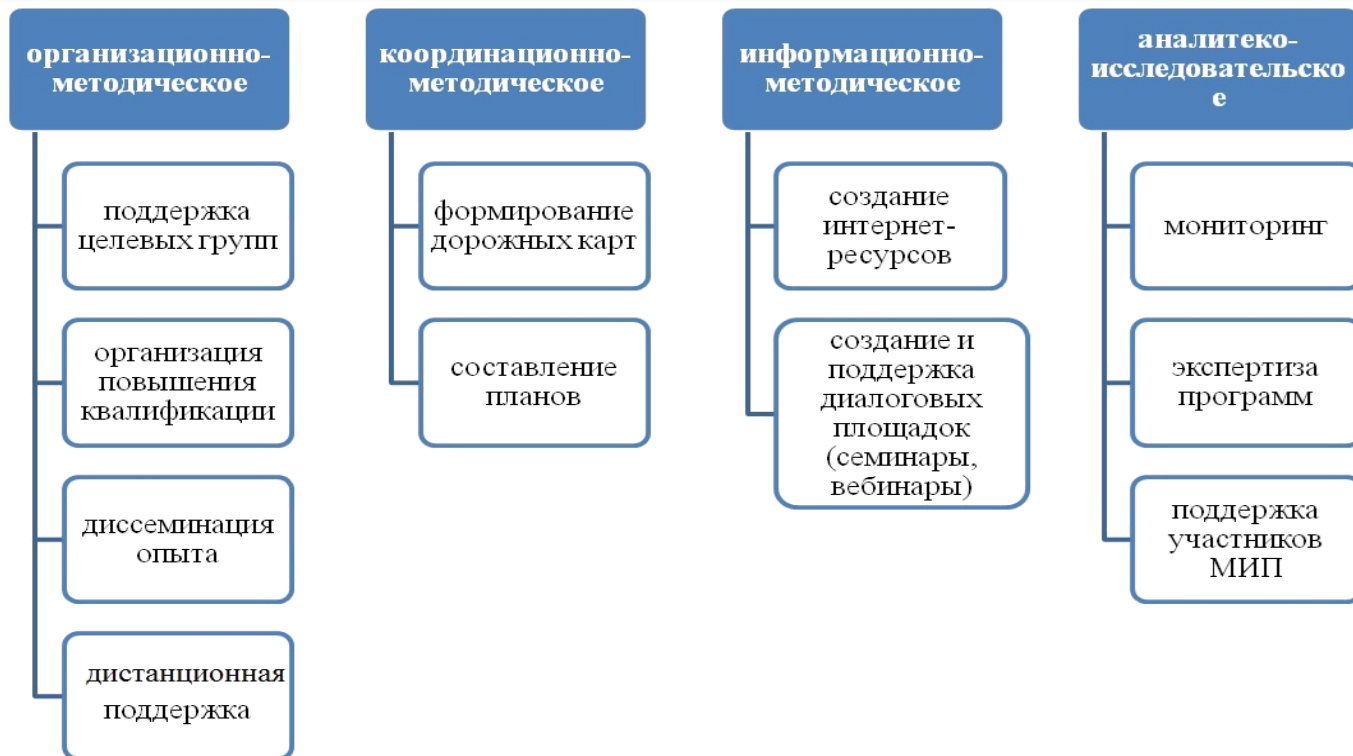 организационно-
методическое
поддержка
целевых групп
организация
повышения
квалификации
диссеминация
опыта
дистанционная
поддержка
координационно-
методическое
формирование
дорожных карт
составление
планов
информационно-
методическое
создание
интернет-
ресурсов
создание и
поддержка
диалоговых
площадок
(семинары,
вебинары)
аналитеко-
исследовательско
е
мониторинг
экспертиза
программ
поддержка
участников
МИП